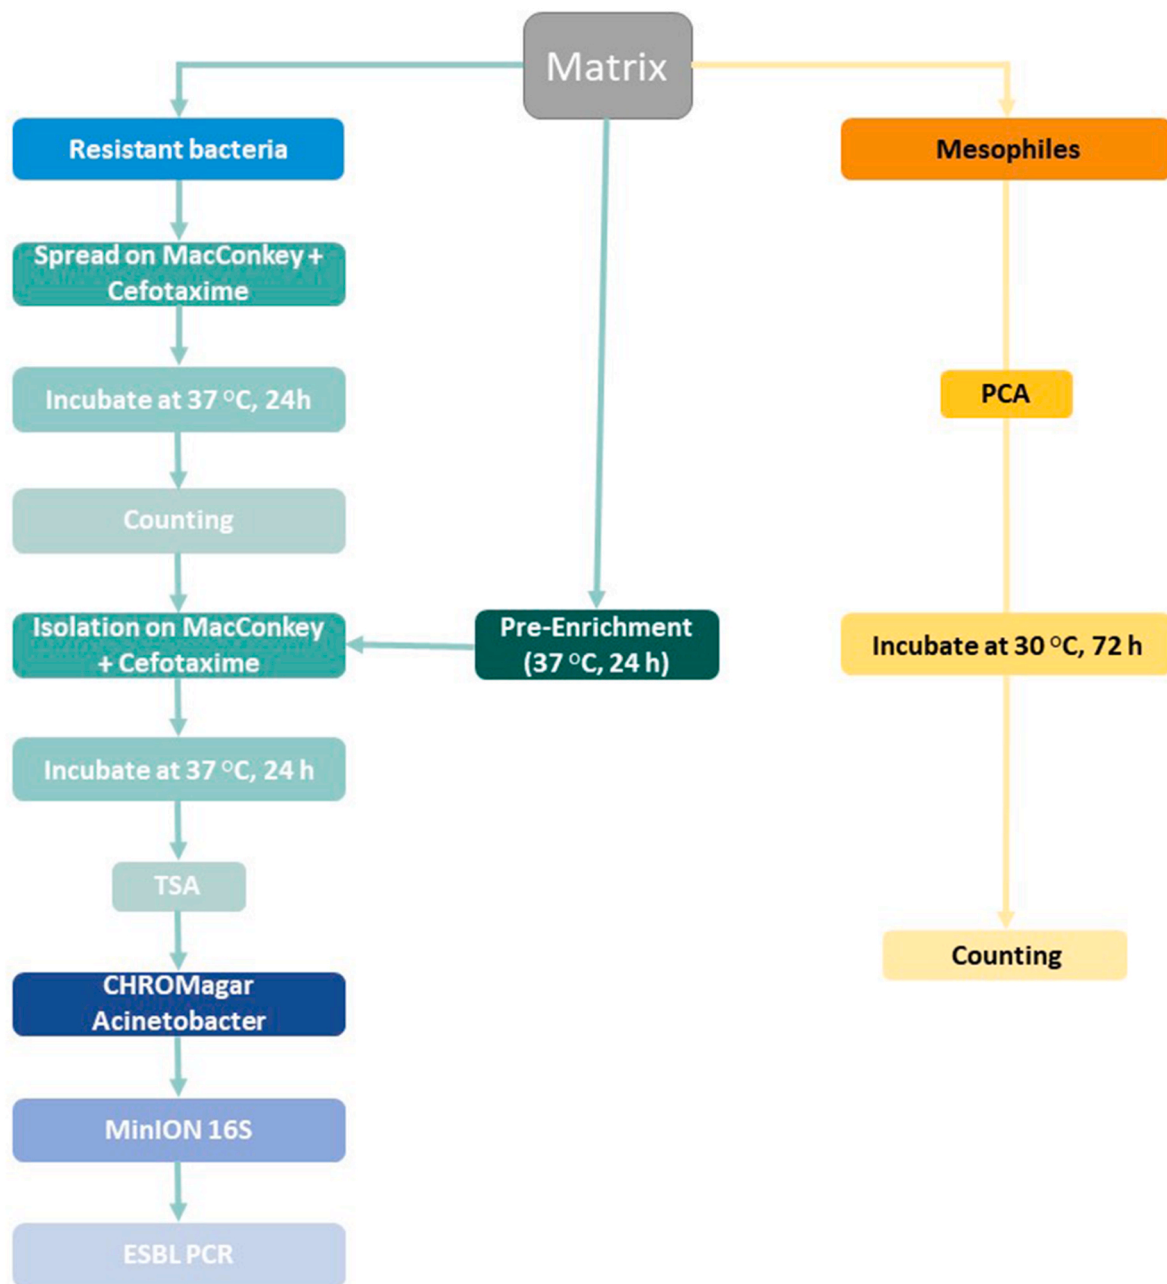 Matrix
Resistant bacteria
Spread on MacConkey +
Cefotaxime
Incubate at 37 °C, 24h
Counting
Isolation on MacConkey
+ Cefotaxime
Incubate at 37 °C, 24 h
TSA
CHROMagar
Acinetobacter
MinION 16S
ESBL PCR
Pre-Enrichment
(37 °C, 24 h)
Mesophiles
PCA
Incubate at 30 °C, 72 h
Counting